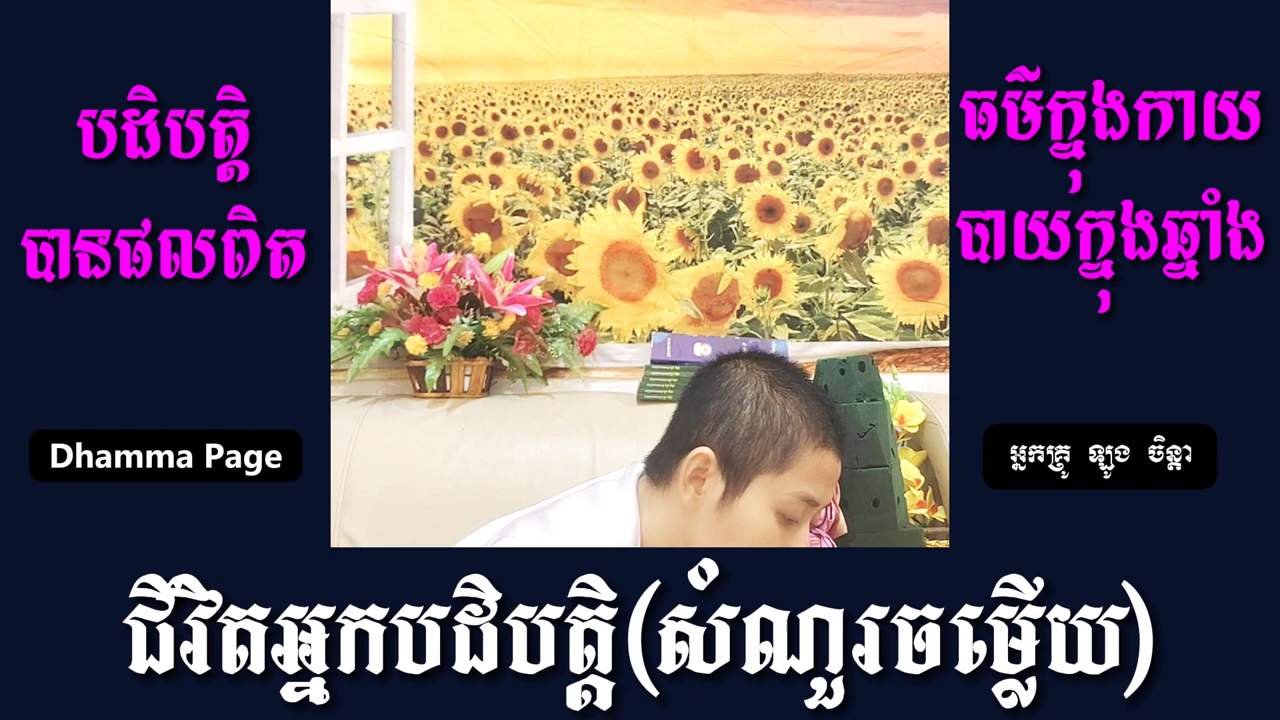 បដិបត្តិ
បានផលពិត
ធម៌ក្នុងកាយ
បាយក្នុងឆ្នាំង
Dhamma Page
អ្នកគ្រូ ឡុង ចិន្តា
ជីវិតអ្នកបដិបត្តិ(សំណួរចម្លើយ)